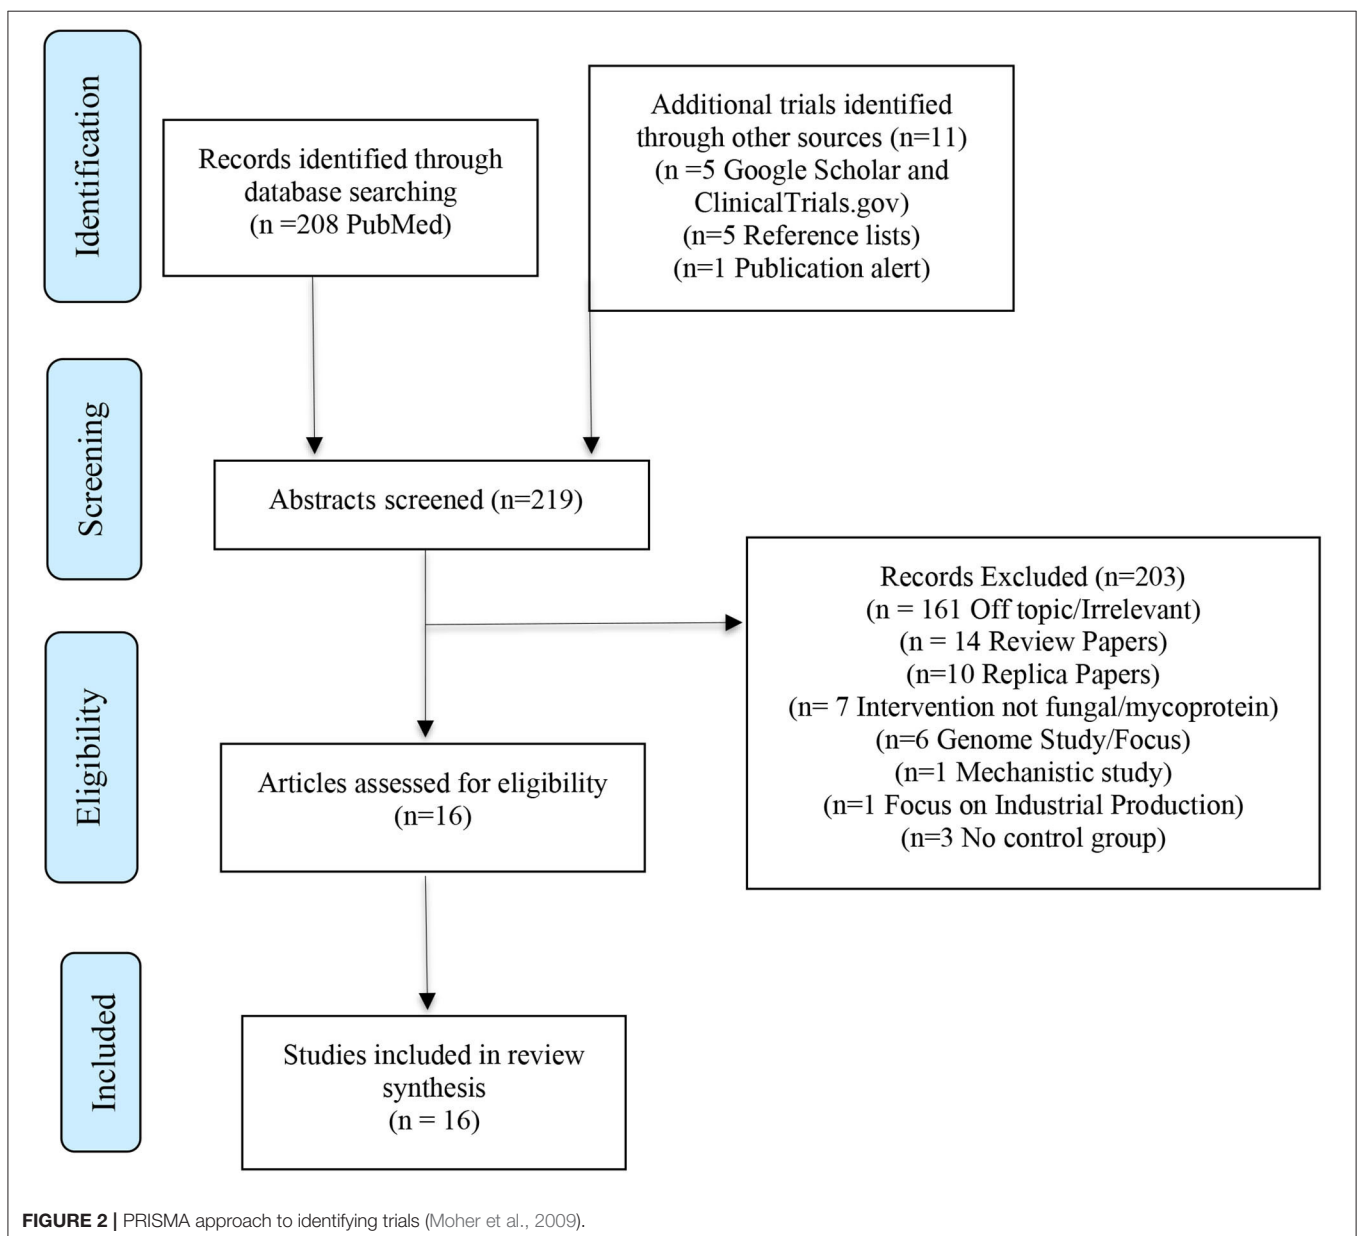 Identification
Records identified through
database searching
(n =208 PubMed)
Additional trials identified
through other sources (n=11)
(n =5 Google Scholar and
ClinicalTrials.gov)
(n=5 Reference lists)
(n=1 Publication alert)
Screening
Abstracts screened (n=219)
Records Excluded (n=203)
(n = 161 Off topic/Irrelevant)
(n = 14 Review Papers)
(n=10 Replica Papers)
(n= 7 Intervention not fungal/mycoprotein)
(n=6 Genome Study/Focus)
(n=1 Mechanistic study)
(n=1 Focus on Industrial Production)
(n=3 No control group)
Eligibility
Articles assessed for eligibility
(n=16)
Included
Studies included in review
synthesis
(n = 16)
FIGURE 2 | PRISMA approach to identifying trials (Moher et al., 2009).